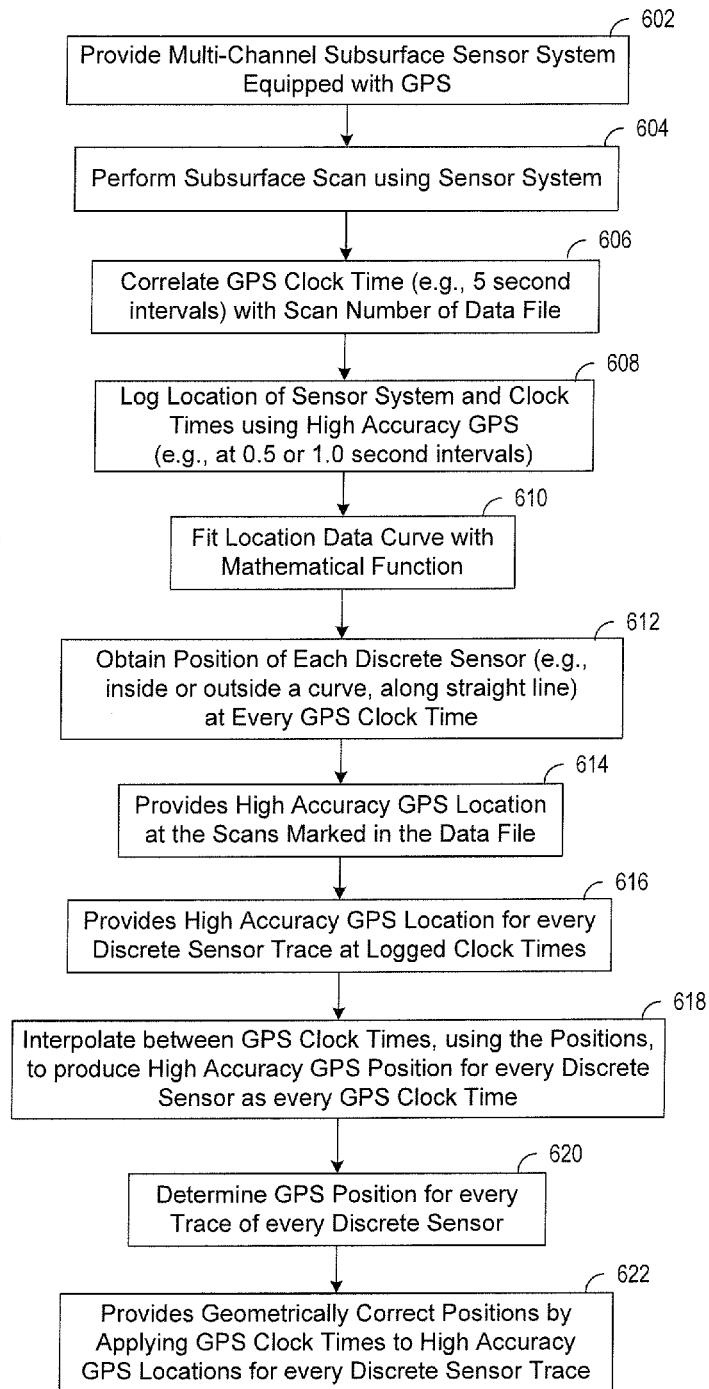 602
Provide Multi-Channel Subsurface Sensor System
Equipped with GPS
604
Perform Subsurface Scan using Sensor System
606
Correlate GPS Clock Time (e.g., 5 second
intervals) with Scan Number of Data File
608
Log Location of Sensor System and Clock
Times using High Accuracy GPS
(e.g., at 0.5 or 1.0 second intervals)
610
Fit Location Data Curve with
Mathematical Function
612
Obtain Position of Each Discrete Sensor (e.g.,
inside or outside a curve, along straight line)
at Every GPS Clock Time
614
Provides High Accuracy GPS Location
at the Scans Marked in the Data File
616
Provides High Accuracy GPS Location for every
Discrete Sensor Trace at Logged Clock Times
618
Interpolate between GPS Clock Times, using the Positions,
to produce High Accuracy GPS Position for every Discrete
Sensor as every GPS Clock Time
620
Determine GPS Position for every
Trace of every Discrete Sensor
622
Provides Geometrically Correct Positions by
Applying GPS Clock Times to High Accuracy
GPS Locations for every Discrete Sensor Trace